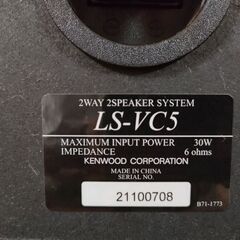 2WAY 2SPEAKER SYSTEM
LS-VC5
MAXIMUM INPUT POWER 30W
IMPEDANCE 6 ohms
KENWOOD CORPORATION
MADE IN CHINA
SERIAL NO.
21100708
B71-1773